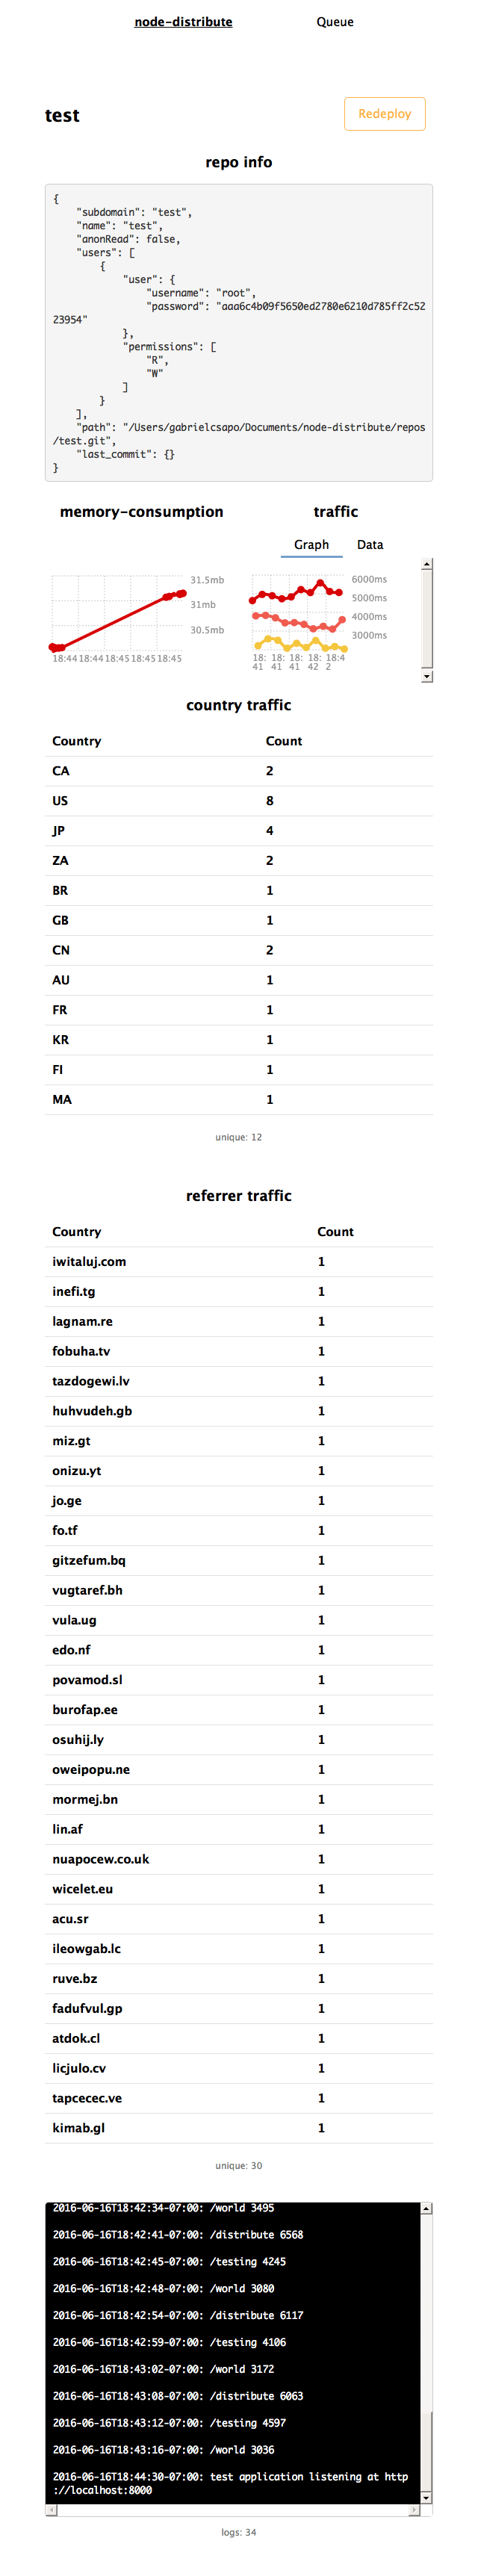 node-distribute Queue
test Redeploy
repo info
{
"subdomain": "test",
"name": "test",
"anonRead": false,
"users": [
{
"user": {
"username": "root",
"password": "aaa6c4b09f5650ed2780e6210d785ff2c52
23954"
},
"permissions": [
"R",
"W"
]
}
],
"path": "/Users/gabrielcsapo/Documents/node-distribute/repos
/test.git",
"last_commit": {}
}
memory-consumption traffic
Graph Data
31.5mb
31mb
30.5mb
18:44 18:44 18:45 18:45 18:45
6000ms
5000ms
4000ms
3000ms
18: 18: 18: 18: 18:4
41 41 41 42 2
country traffic
Country Count
CA 2
US 8
JP 4
ZA 2
BR 1
GB 1
CN 2
AU 1
FR 1
KR 1
FI 1
MA 1
unique: 12
referrer traffic
Country Count
iwitaluj.com 1
inefi.tg 1
lagnam.re 1
fobuha.tv 1
tazdogewi.lv 1
huhvudeh.gb 1
miz.gt 1
onizu.yt 1
jo.ge 1
fo.tf 1
gitzefum.bq 1
vugtaref.bh 1
vula.ug 1
edo.nf 1
povamod.sl 1
burofap.ee 1
osuhij.ly 1
oweipopu.ne 1
mormej.bn 1
lin.af 1
nuapocew.co.uk 1
wicelet.eu 1
acu.sr 1
ileowgab.lc 1
ruve.bz 1
fadufvul.gp 1
atdok.cl 1
licjulo.cv 1
tapcecec.ve 1
kimab.gl 1
unique: 30
2016-06-16T18:42:34-07:00: /world 3495
2016-06-16T18:42:41-07:00: /distribute 6568
2016-06-16T18:42:45-07:00: /testing 4245
2016-06-16T18:42:48-07:00: /world 3080
2016-06-16T18:42:54-07:00: /distribute 6117
2016-06-16T18:42:59-07:00: /testing 4106
2016-06-16T18:43:02-07:00: /world 3172
2016-06-16T18:43:08-07:00: /distribute 6063
2016-06-16T18:43:12-07:00: /testing 4597
2016-06-16T18:43:16-07:00: /world 3036
2016-06-16T18:44:30-07:00: test application listening at http
://localhost:8000
logs: 34